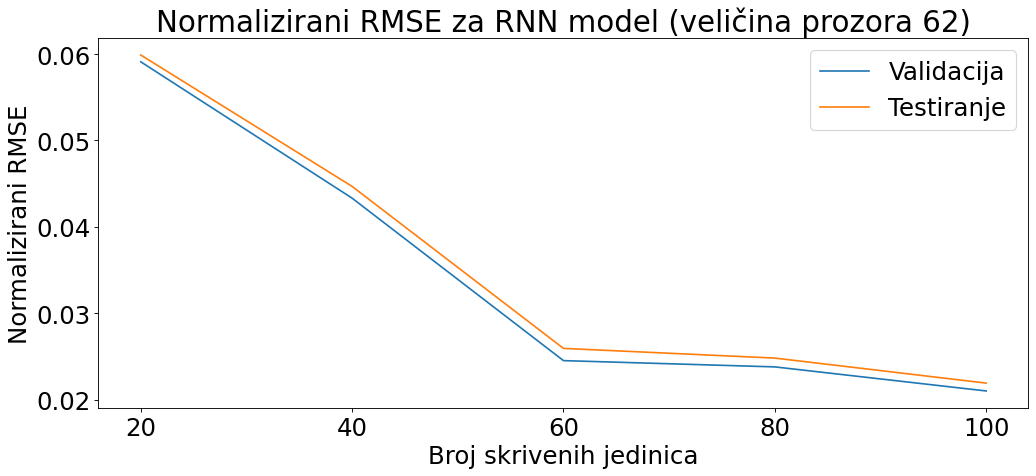 Normalizirani RMSE za RNN model (veličina prozora 62)
Validacija
Testiranje
Normalizirani RMSE
0.06
0.05
0.04
0.03
0.02
20 40 60 80 100
Broj skrivenih jedinica